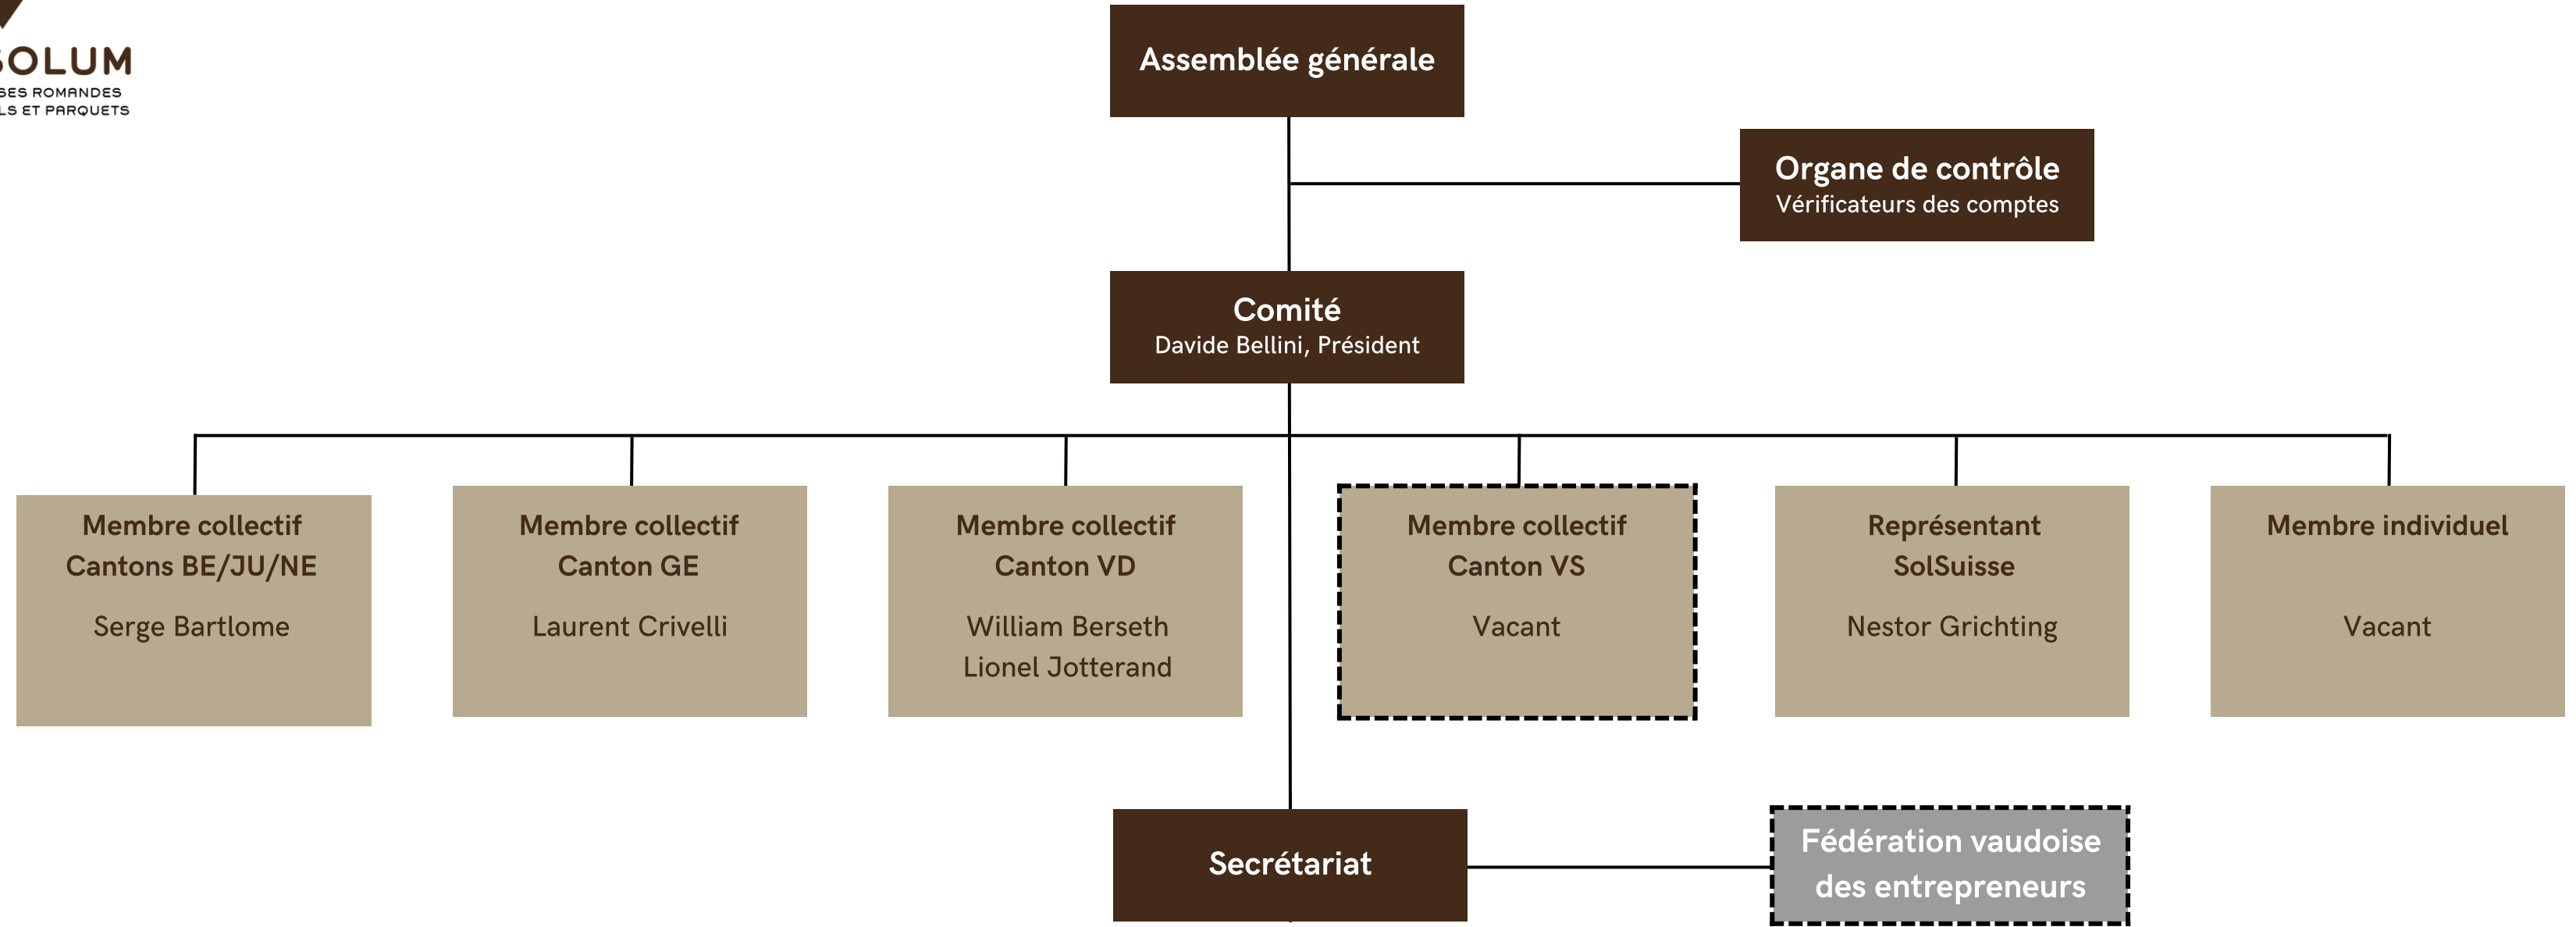 SOLUM
ROMANDES
ET PARQUETS
Assemblée générale
Organe de contrôle
Vérificateurs des comptes
Comité
Davide Bellini, Président
Membre collectif
Cantons BE/JU/NE
Serge Bartlome
Membre collectif
Canton GE
Laurent Crivelli
Membre collectif
Canton VD
William Berseth
Lionel Jotterand
Membre collectif
Canton VS
Vacant
Représentant
SolSuisse
Nestor Grichting
Membre individuel
Vacant
Secrétariat
Fédération vaudoise
des entrepreneurs